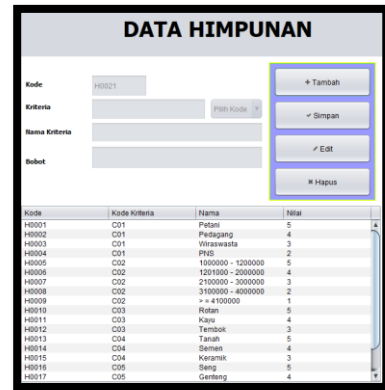 DATA HIMPUNAN
Kode H0021
+ Tambah
Kriteria Pilih Kode
✓ Simpan
Nama Kriteria
Edit
Bobot
✖ Hapus
Kode Kode Kriteria Nama Nilai
H0001 C01 Petani 5
H0002 C01 Pedagang 4
H0003 C01 Wiraswasta 3
H0004 C01 PNS 2
H0005 C02 1000000 - 1200000 5
H0006 C02 1201000 - 2000000 4
H0007 C02 2100000 - 3000000 3
H0008 C02 3100000 - 4000000 2
H0009 C02 > = 4100000 1
H0010 C03 Rotan 5
H0011 C03 Kayu 4
H0012 C03 Tembok 3
H0013 C04 Tanah 5
H0014 C04 Semen 4
H0015 C04 Keramik 3
H0016 C05 Seng 5
H0017 C05 Genteng 4